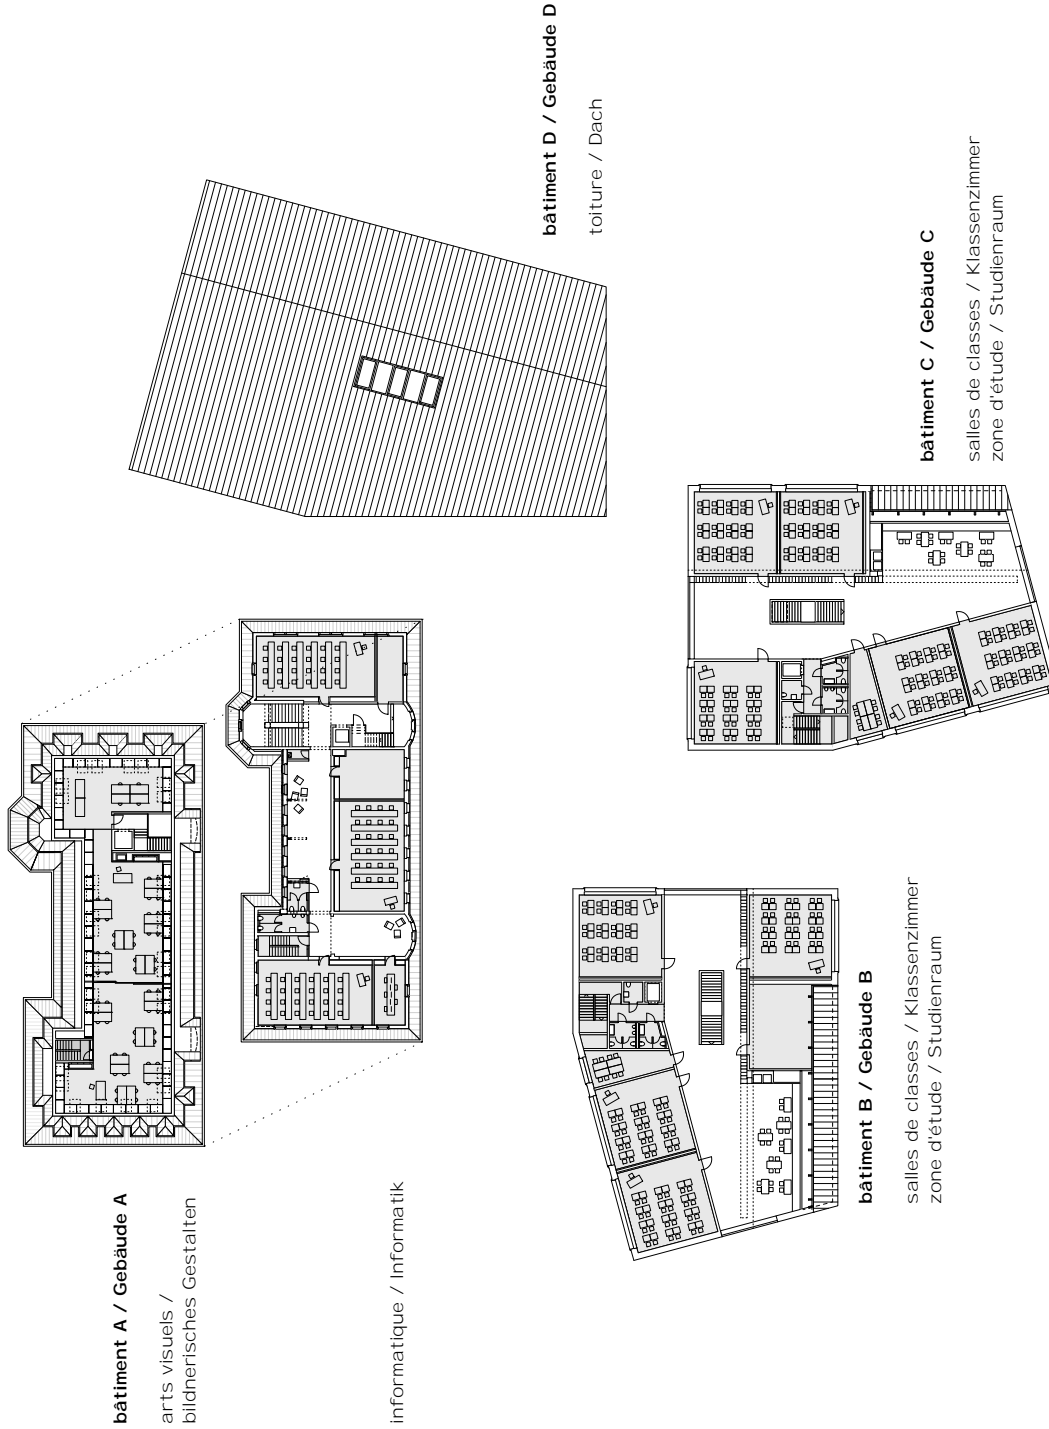 bâtiment A / Gebäude A
arts visuels /
bildnerisches Gestalten
informatique / Informatik
bâtiment B / Gebäude B
salles de classes / Klassenzimmer
zone d'étude / Studienraum
bâtiment C / Gebäude C
salles de classes / Klassenzimmer
zone d'étude / Studienraum
bâtiment D / Gebäude D
toiture / Dach